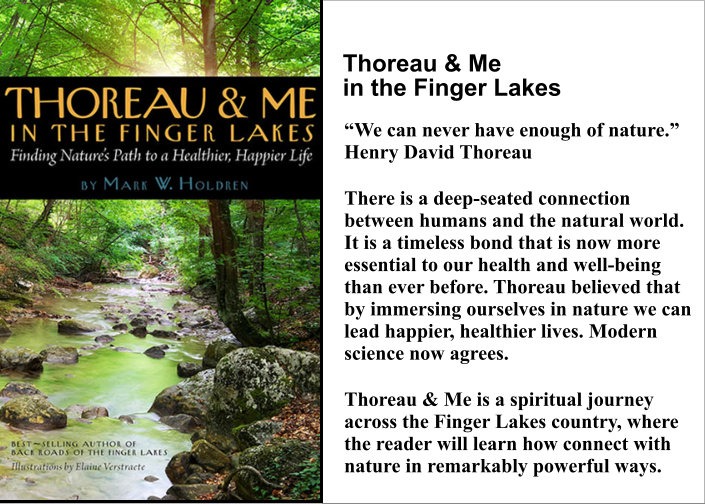 THOREAU & ME
IN THE FINGER LAKES
Finding Nature's Path to a Healthier, Happier Life
BY MARK W. HOLDREN
BEST~SELLING AUTHOR OF
BACK ROADS OF THE FINGER LAKES
Illustrations by Elaine Verstraete
Thoreau & Me
in the Finger Lakes
“We can never have enough of nature.”
Henry David Thoreau
There is a deep-seated connection
between humans and the natural world.
It is a timeless bond that is now more
essential to our health and well-being
than ever before. Thoreau believed that
by immersing ourselves in nature we can
lead happier, healthier lives. Modern
science now agrees.
Thoreau & Me is a spiritual journey
across the Finger Lakes country, where
the reader will learn how connect with
nature in remarkably powerful ways.